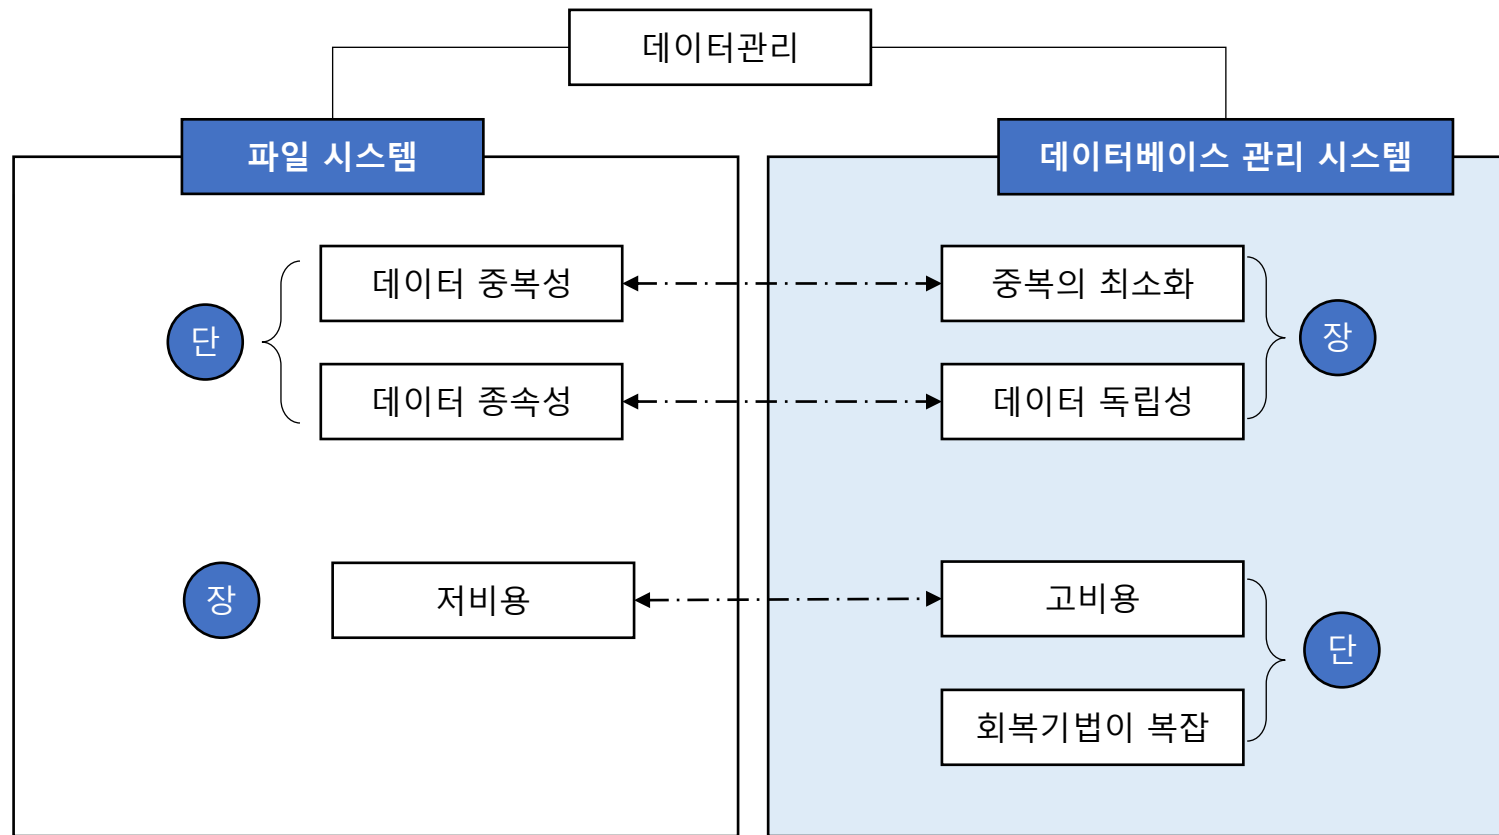 데이터관리
파일 시스템
데이터 중복성
단
데이터 종속성
장
저비용
데이터베이스 관리 시스템
중복의 최소화
장
데이터 독립성
고비용
단
회복기법이 복잡